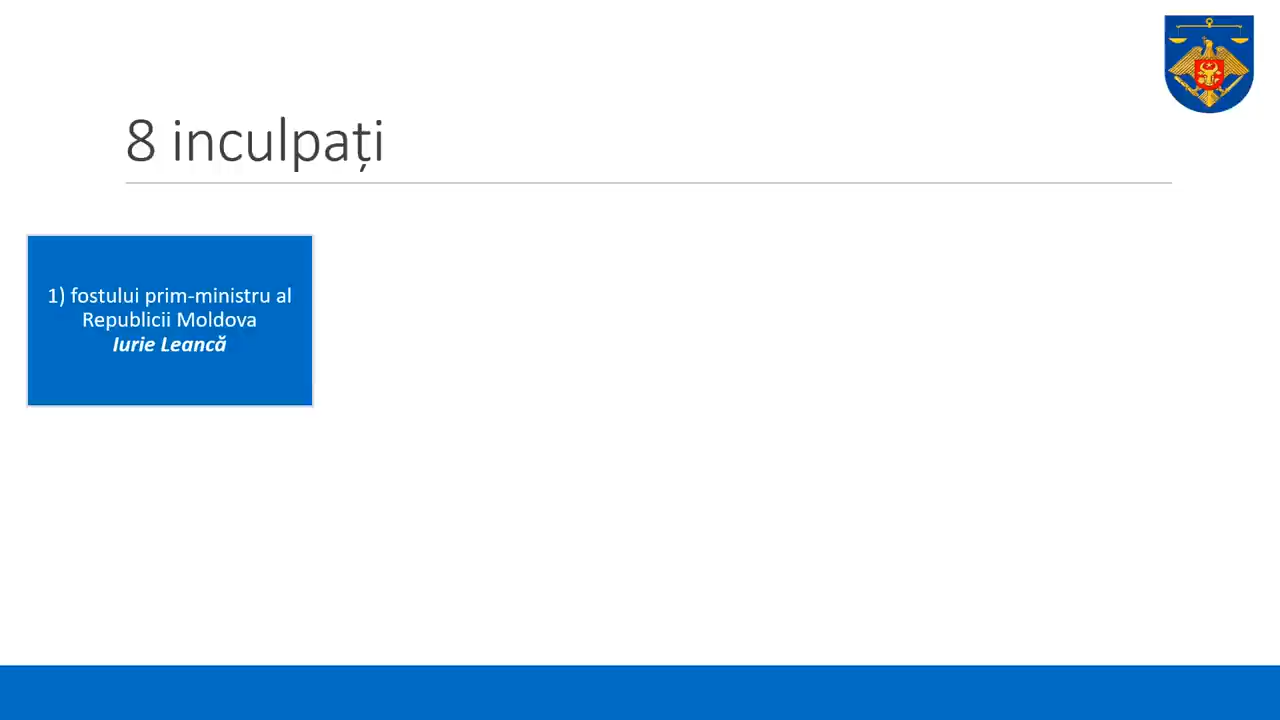 8 inculpați
1) fostului prim-ministru al
Republicii Moldova
Iurie Leancă